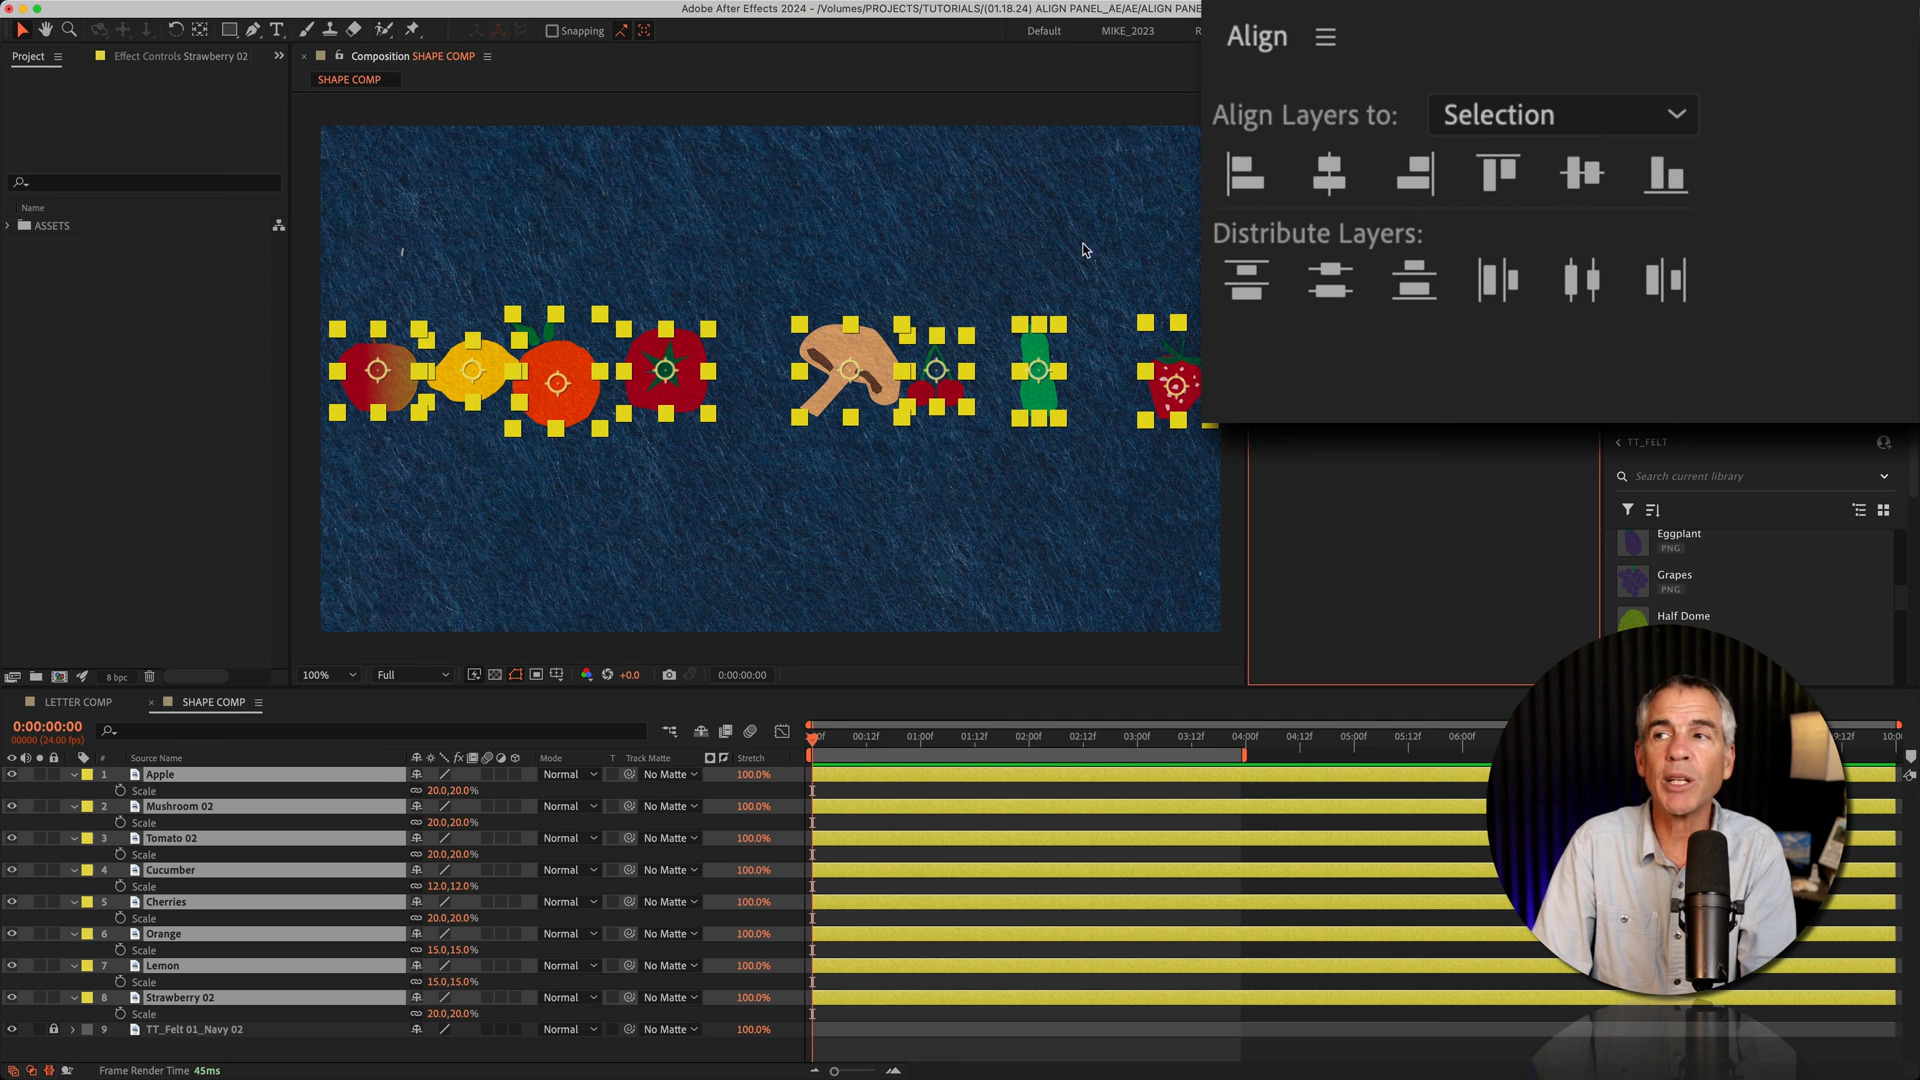 Adobe After Effects 2024 - /Volumes/PROJECTS/TUTORIALS/(01.18.24) ALIGN PANEL_AE/AE/ALIGN PAN
Snapping
Default
MIKE_2023
Project
Effect Controls Strawberry 02
Composition SHAPE COMP
SHAPE COMP
Name
ASSETS
Align
Align Layers to:
Selection
Distribute Layers:
TT_FELT
Search current library
Eggplant
PNG
Grapes
PNG
Half Dome
8 bpc
100%
Full
+0.0
0:00:00:00
LETTER COMP
SHAPE COMP
0:00:00:00
00000 (24.00 fps)
00:12f 01:00f 01:12f 02:00f 02:12f 03:00f 03:12f 04:00f 04:12f 05:00f 05:12f 06:00f
# Source Name Mode T Track Matte Stretch
1 Apple Normal No Matte 100.0%
Scale 20.0,20.0%
2 Mushroom 02 Normal No Matte 100.0%
Scale 20.0,20.0%
3 Tomato 02 Normal No Matte 100.0%
Scale 20.0,20.0%
4 Cucumber Normal No Matte 100.0%
Scale 12.0,12.0%
5 Cherries Normal No Matte 100.0%
Scale 20.0,20.0%
6 Orange Normal No Matte 100.0%
Scale 15.0,15.0%
7 Lemon Normal No Matte 100.0%
Scale 15.0,15.0%
8 Strawberry 02 Normal No Matte 100.0%
Scale 20.0,20.0%
9 TT_Felt 01_Navy 02 Normal No Matte 100.0%
Frame Render Time 45ms